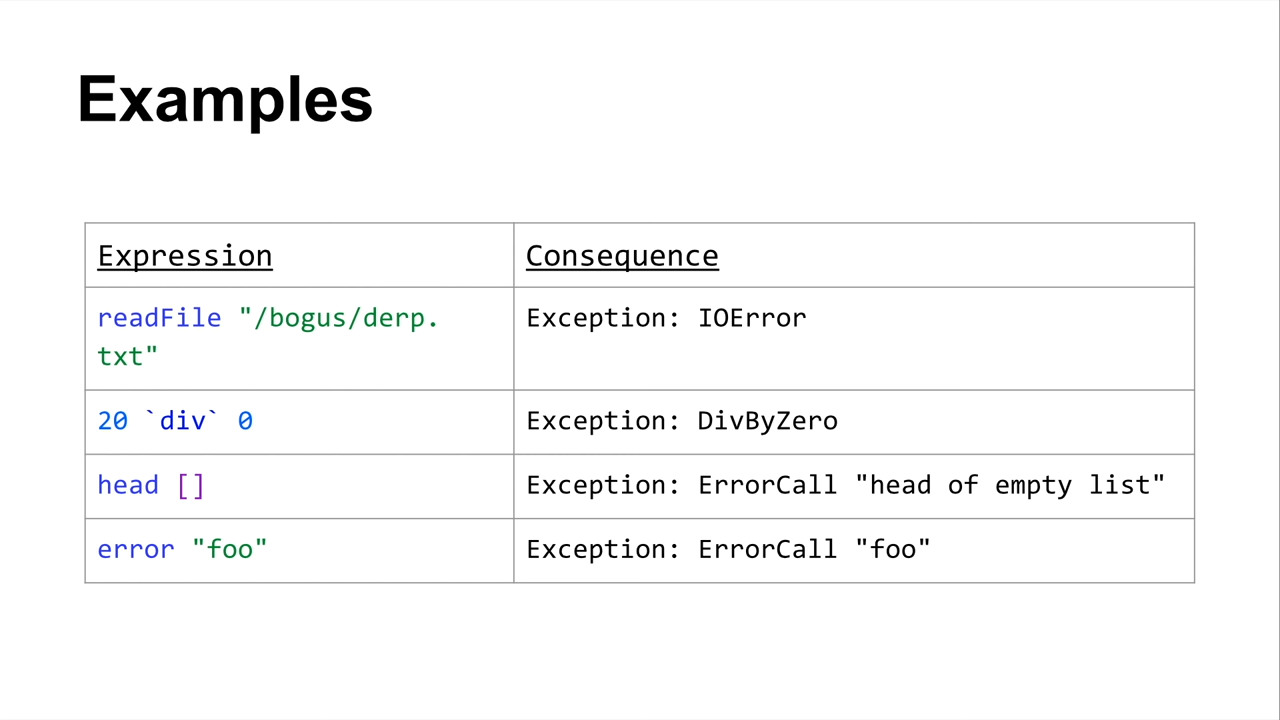 Examples
Expression Consequence
readFile "/bogus/derp. Exception: IOError
txt"
20 `div` 0 Exception: DivByZero
head [] Exception: ErrorCall "head of empty list"
error "foo" Exception: ErrorCall "foo"